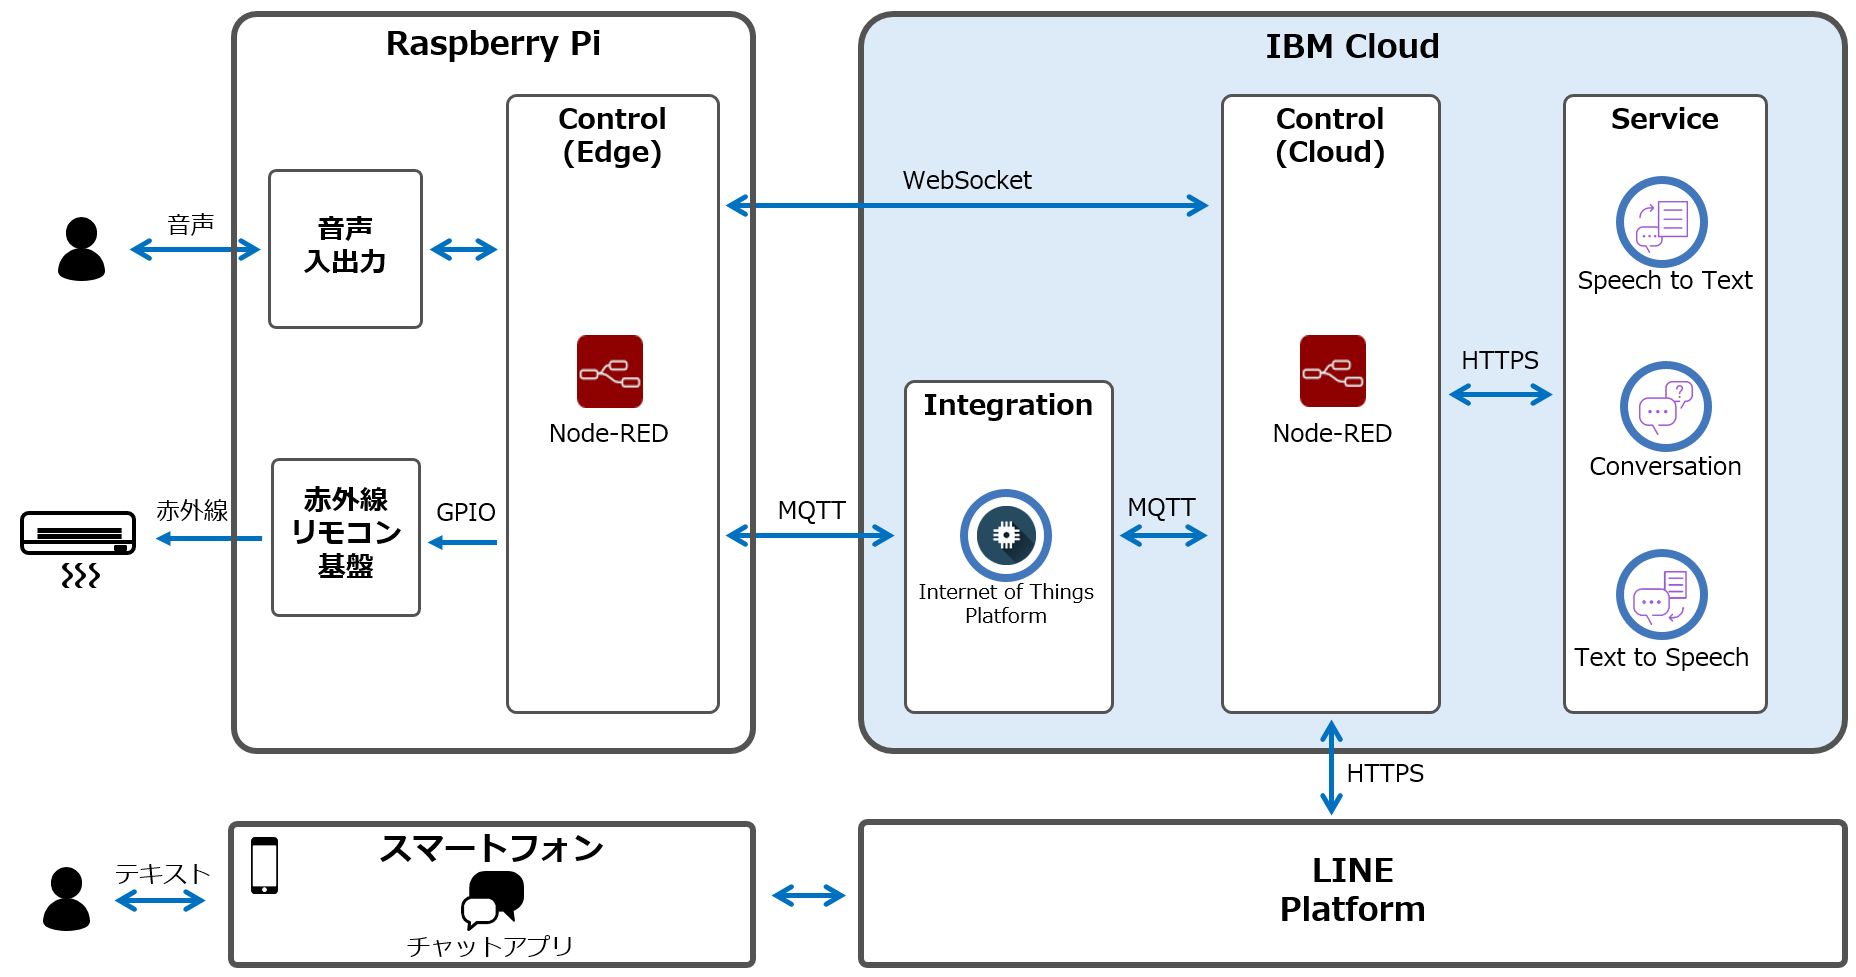 Raspberry Pi
IBM Cloud
Control
(Edge)
Control
(Cloud)
Service
WebSocket
音声
音声
入出力
Speech to Text
Node-RED
Node-RED
HTTPS
Integration
Conversation
赤外線
赤外線
リモコン
基盤
GPIO
MQTT
MQTT
Internet of Things
Platform
Text to Speech
HTTPS
スマートフォン
テキスト
チャットアプリ
LINE
Platform